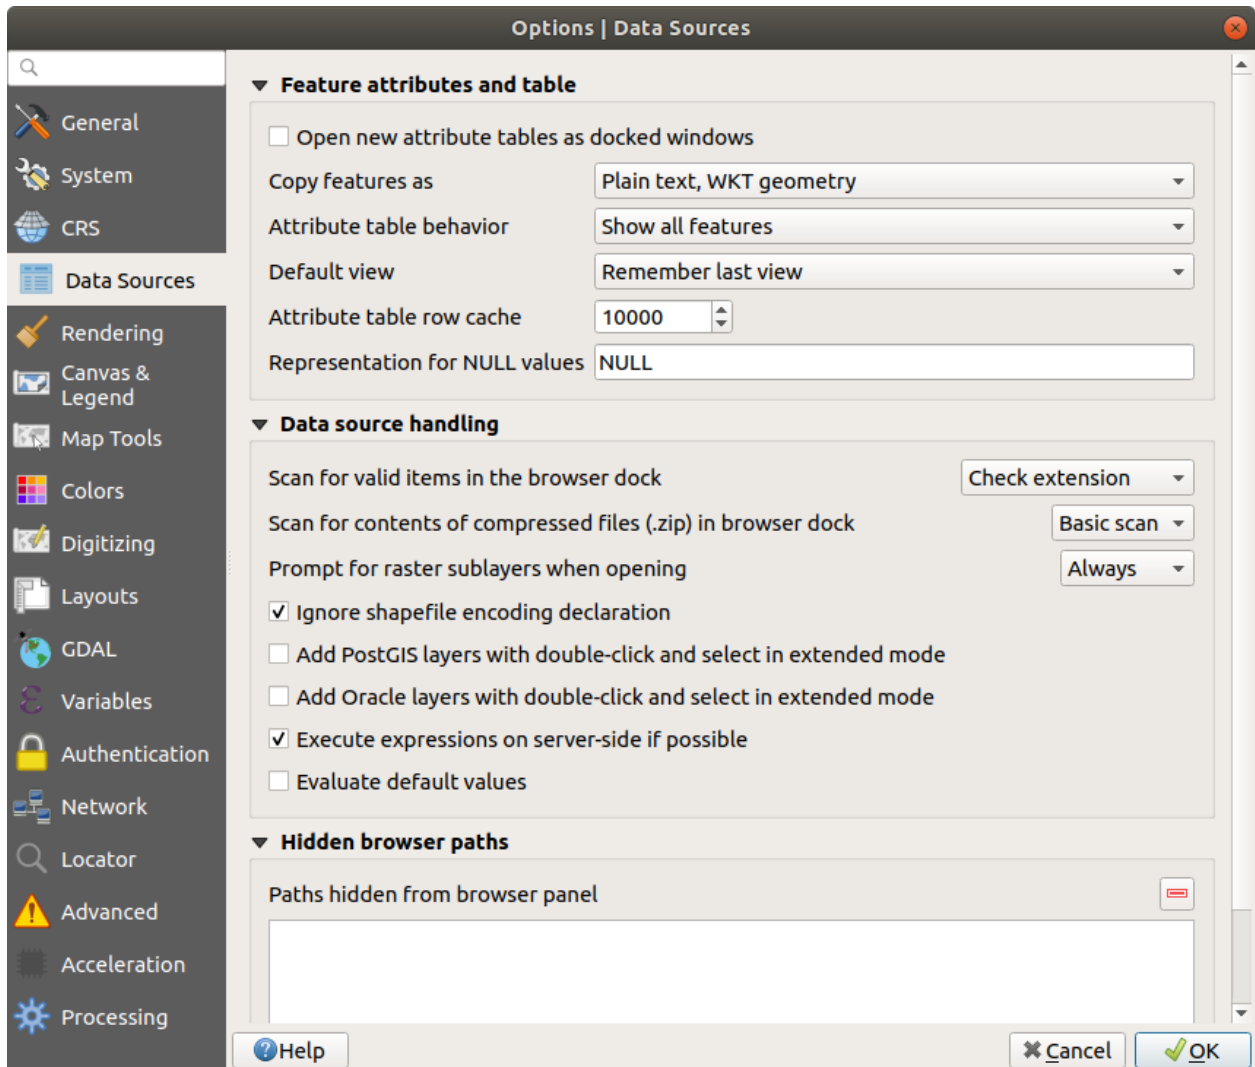 Options | Data Sources
General
System
CRS
Data Sources
Rendering
Canvas &
Legend
Map Tools
Colors
Digitizing
Layouts
GDAL
Variables
Authentication
Network
Locator
Advanced
Acceleration
Processing
Feature attributes and table
Open new attribute tables as docked windows
Copy features as Plain text, WKT geometry
Attribute table behavior Show all features
Default view Remember last view
Attribute table row cache 10000
Representation for NULL values NULL
Data source handling
Scan for valid items in the browser dock Check extension
Scan for contents of compressed files (.zip) in browser dock Basic scan
Prompt for raster sublayers when opening Always
Ignore shapefile encoding declaration
Add PostGIS layers with double-click and select in extended mode
Add Oracle layers with double-click and select in extended mode
Execute expressions on server-side if possible
Evaluate default values
Hidden browser paths
Paths hidden from browser panel
Help Cancel OK